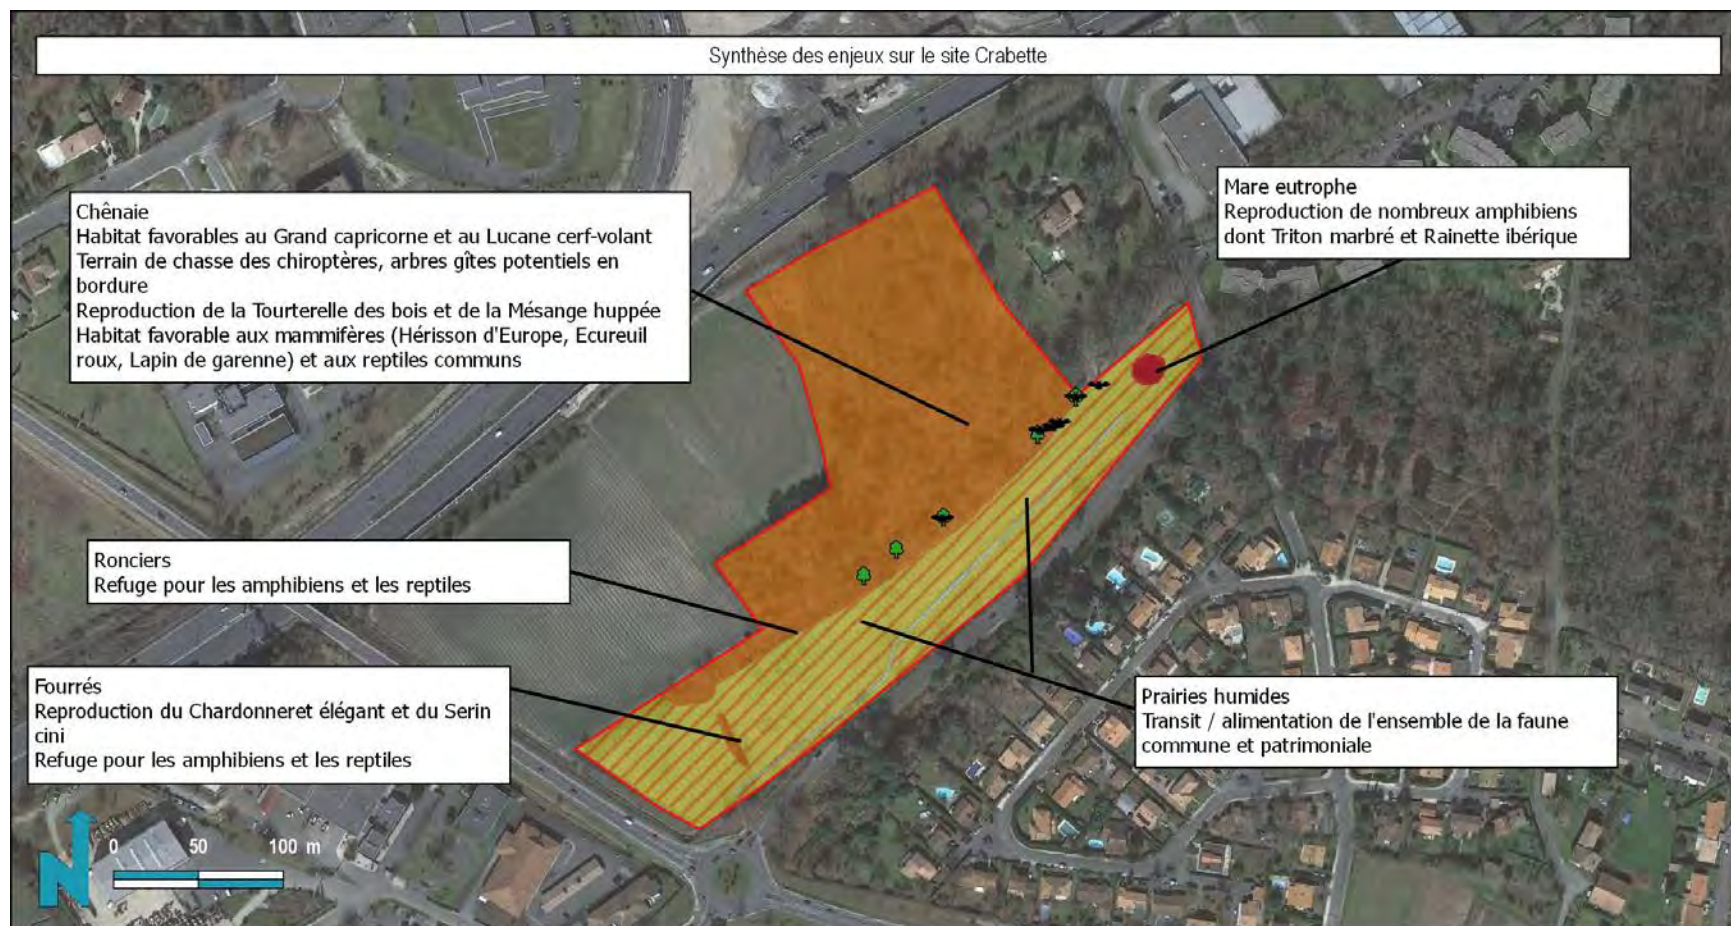 Synthèse des enjeux sur le site Crabette
Mare eutrophe
Reproduction de nombreux amphibiens
dont Triton marbré et Rainette ibérique
Chênaie
Habitat favorables au Grand capricorne et au Lucane cerf-volant
Terrain de chasse des chiroptères, arbres gîtes potentiels en
bordure
Reproduction de la Tourterelle des bois et de la Mésange huppée
Habitat favorable aux mammifères (Hérisson d'Europe, Ecureuil
roux, Lapin de garenne) et aux reptiles communs
Ronciers
Refuge pour les amphibiens et les reptiles
Fourrés
Reproduction du Chardonneret élégant et du Serin
cini
Refuge pour les amphibiens et les reptiles
Prairies humides
Transit / alimentation de l'ensemble de la faune
commune et patrimoniale
N
0 50 100 m